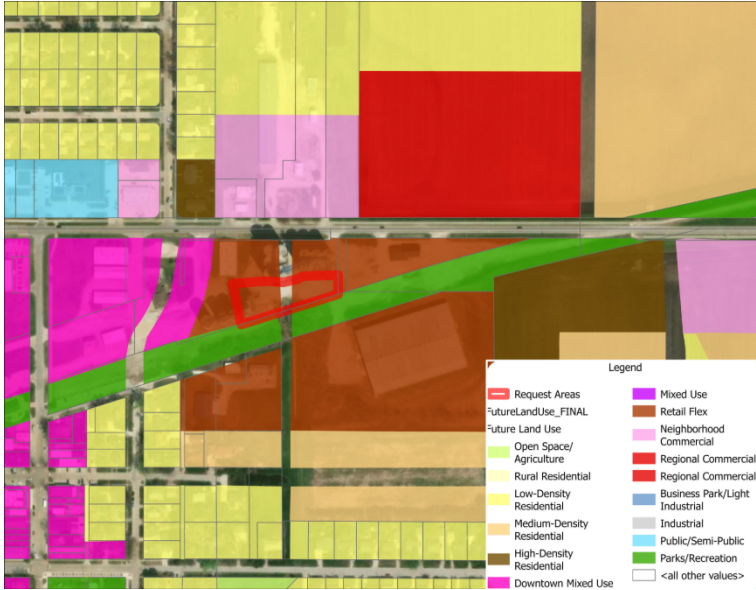 Legend
Request Areas
FutureLandUse_FINAL
Future Land Use
Open Space/
Agriculture
Rural Residential
Low-Density
Residential
Medium-Density
Residential
High-Density
Residential
Downtown Mixed Use
Mixed Use
Retail Flex
Neighborhood
Commercial
Regional Commercial
Regional Commercial
Business Park/Light
Industrial
Industrial
Public/Semi-Public
Parks/Recreation
<all other values>